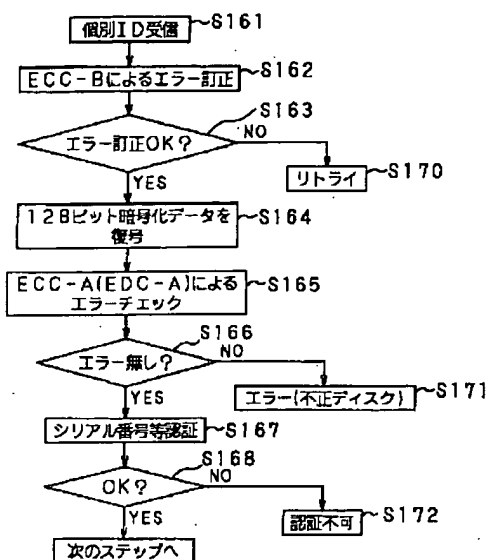 個別ID受信
S161
ECC-Bによるエラー訂正
S162
S163
エラー訂正OK?
NO
リトライ
S170
YES
128ビット暗号化データを
復号
S164
ECC-A(EDC-A)による
エラーチェック
S165
S166
エラー無し?
NO
エラー(不正ディスク)
S171
YES
シリアル番号等認証
S167
S168
OK?
NO
認証不可
S172
YES
次のステップへ